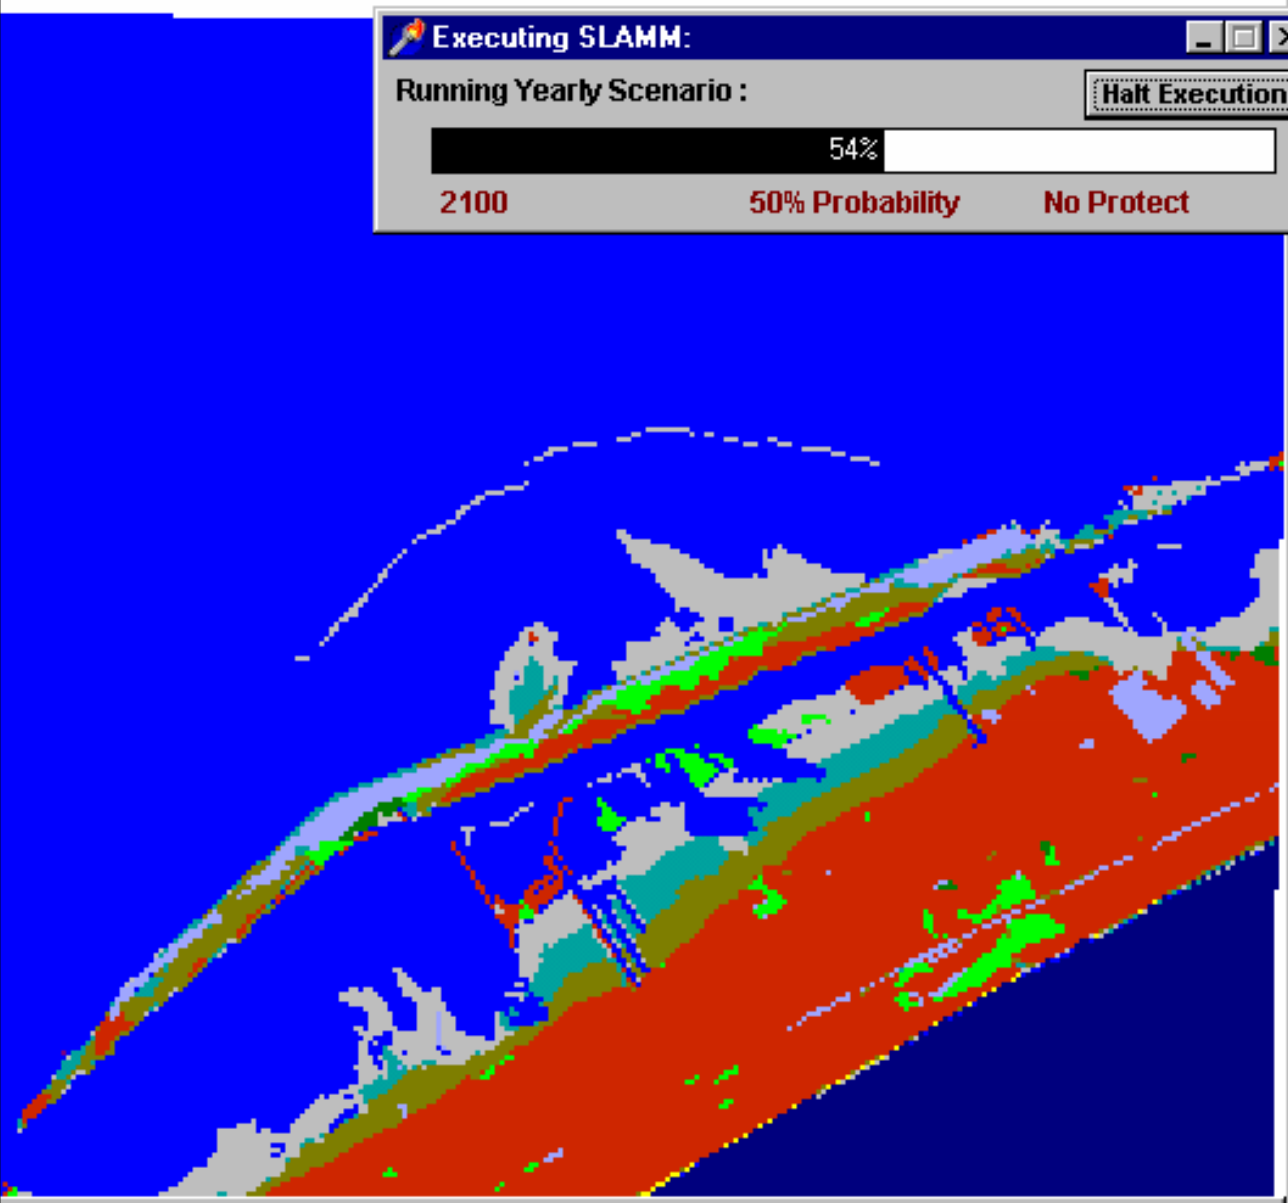 Executing SLAMM:
Running Yearly Scenario :
Halt Execution
54%
2100 50% Probability No Protect